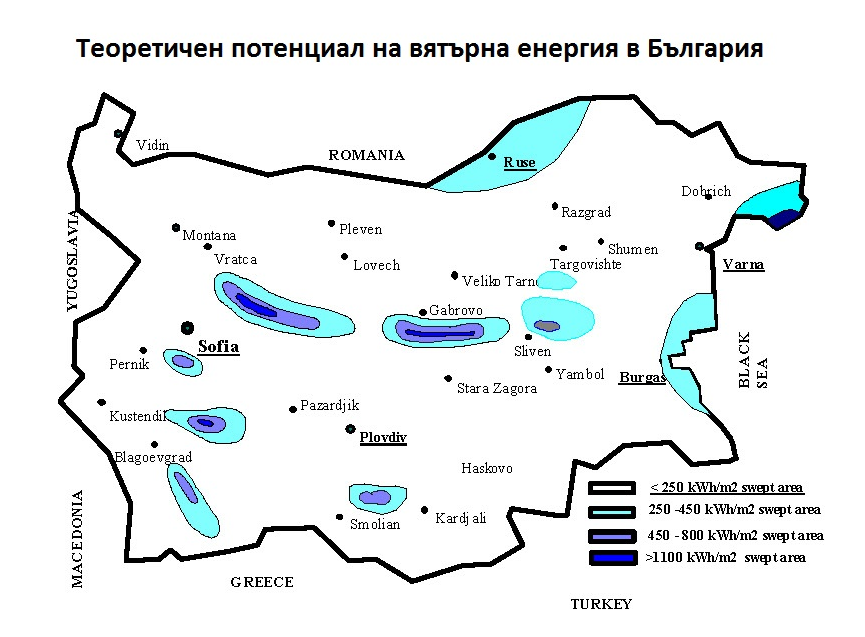 Теоретичен потенциал на вятърна енергия в България
Vidin
ROMANIA
Ruse
Dobrich
YUGOSLAVIA
Montana
Pleven
Razgrad
Vratca
Lovech
Shumen
Targovishte
Varna
Veliko Tarno
Gabrovo
Sofia
Sliven
Pernik
Yambol
Burgas
BLACK
SEA
Stara Zagora
Kustendil
Pazardjik
Plovdiv
Blagoevgrad
Haskovo
MACEDONIA
Smolian
Kardjali
GREECE
TURKEY
< 250 kWh/m2 swept area
250 -450 kWh/m2 swept area
450 -800 kWh/m2 swept area
>1100 kWh/m2 swept area